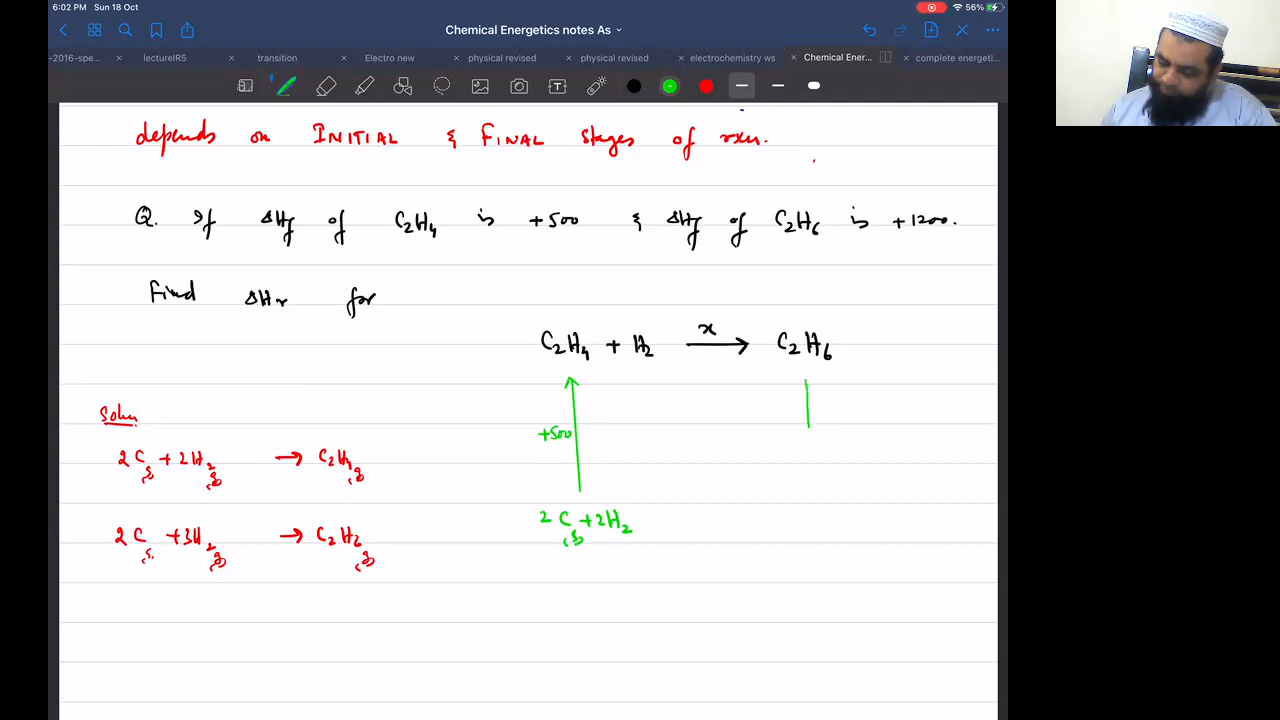 6:02 PM Sun 18 Oct
56%
Chemical Energetics notes As
-2016-spe...
lectureIR5
transition
Electro new
physical revised
physical revised
electrochemistry ws
Chemical Ener...
complete energeti...
depends on INITIAL & FINAL stages of rxn.
Q. If ΔHf of C2H4 is +500 & ΔHf of C2H6 is +1200.
Find ΔHr for
C2H4 + H2 x→ C2H6
Soln
+500
2C(s) + 2H2(g) → C2H4(g)
2C(s) + 2H2
2C(s) + 3H2(g) → C2H6(g)